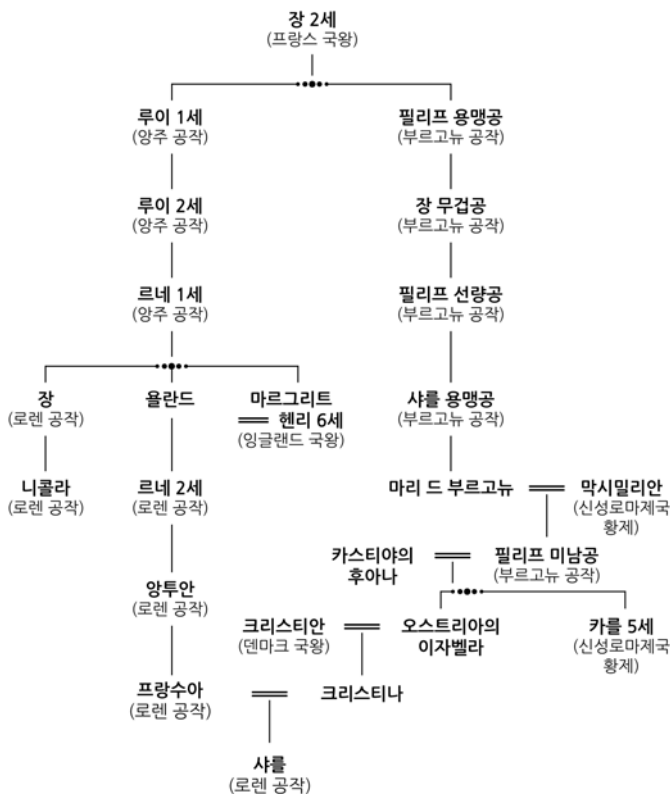 장 2세
(프랑스 국왕)
루이 1세
(앙주 공작)
필리프 용맹공
(부르고뉴 공작)
루이 2세
(앙주 공작)
장 무겁공
(부르고뉴 공작)
르네 1세
(앙주 공작)
필리프 선량공
(부르고뉴 공작)
장
(로렌 공작)
욜란드
마르그리트
헨리 6세
(잉글랜드 국왕)
샤를 용맹공
(부르고뉴 공작)
니콜라
(로렌 공작)
르네 2세
(로렌 공작)
마리 드 부르고뉴
막시밀리안
(신성로마제국
황제)
카스티야의
후아나
필리프 미남공
(부르고뉴 공작)
앙투안
(로렌 공작)
크리스티안
(덴마크 국왕)
오스트리아의
이자벨라
카를 5세
(신성로마제국
황제)
프랑수아
(로렌 공작)
크리스티나
샤를
(로렌 공작)